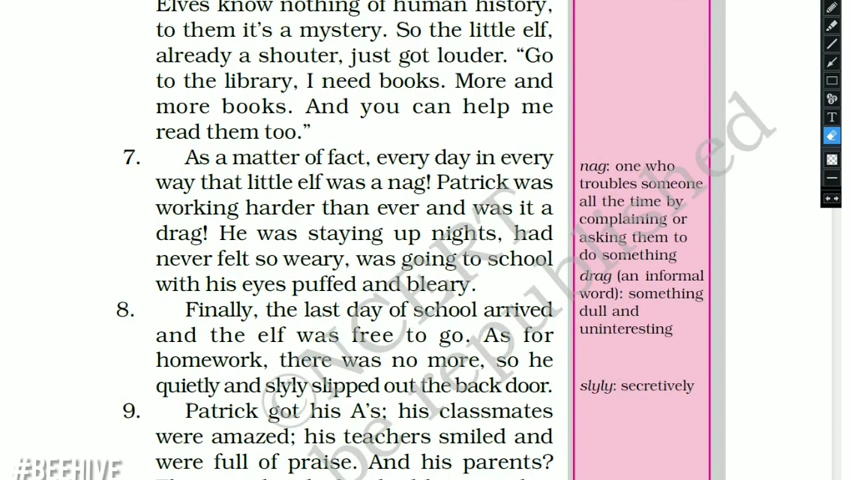 Elves know nothing of human history,
to them it's a mystery. So the little elf,
already a shouter, just got louder. “Go
to the library, I need books. More and
more books. And you can help me
read them too.”
7. As a matter of fact, every day in every
way that little elf was a nag! Patrick was
working harder than ever and was it a
drag! He was staying up nights, had
never felt so weary, was going to school
with his eyes puffed and bleary.
8. Finally, the last day of school arrived
and the elf was free to go. As for
homework, there was no more, so he
quietly and slyly slipped out the back door.
9. Patrick got his A's; his classmates
were amazed; his teachers smiled and
were full of praise. And his parents?
nag: one who
troubles someone
all the time by
complaining or
asking them to
do something
drag (an informal
word): something
dull and
uninteresting
slyly: secretively
©NCERT
be republished
#BEEHIVE
T